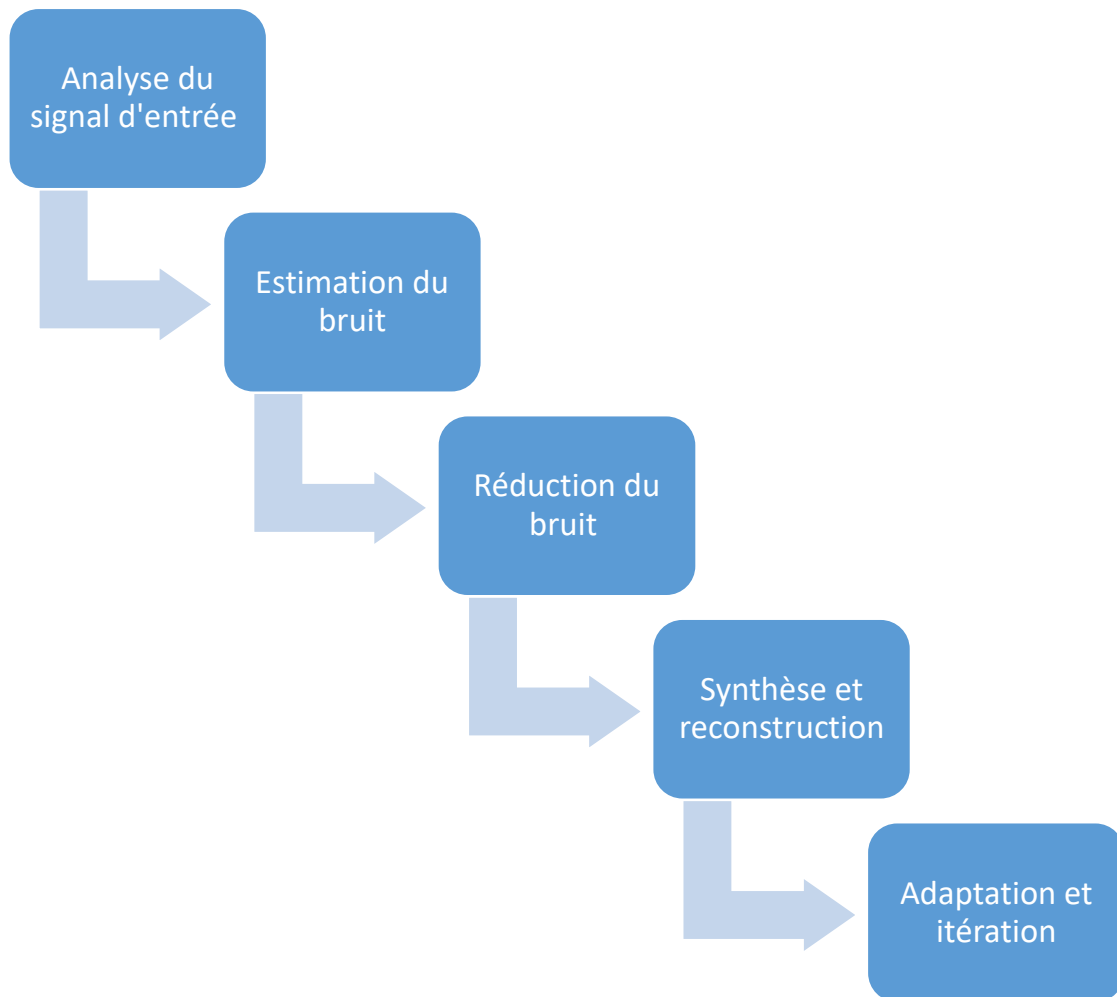 Analyse du
signal d'entrée
Estimation du
bruit
Réduction du
bruit
Synthèse et
reconstruction
Adaptation et
itération